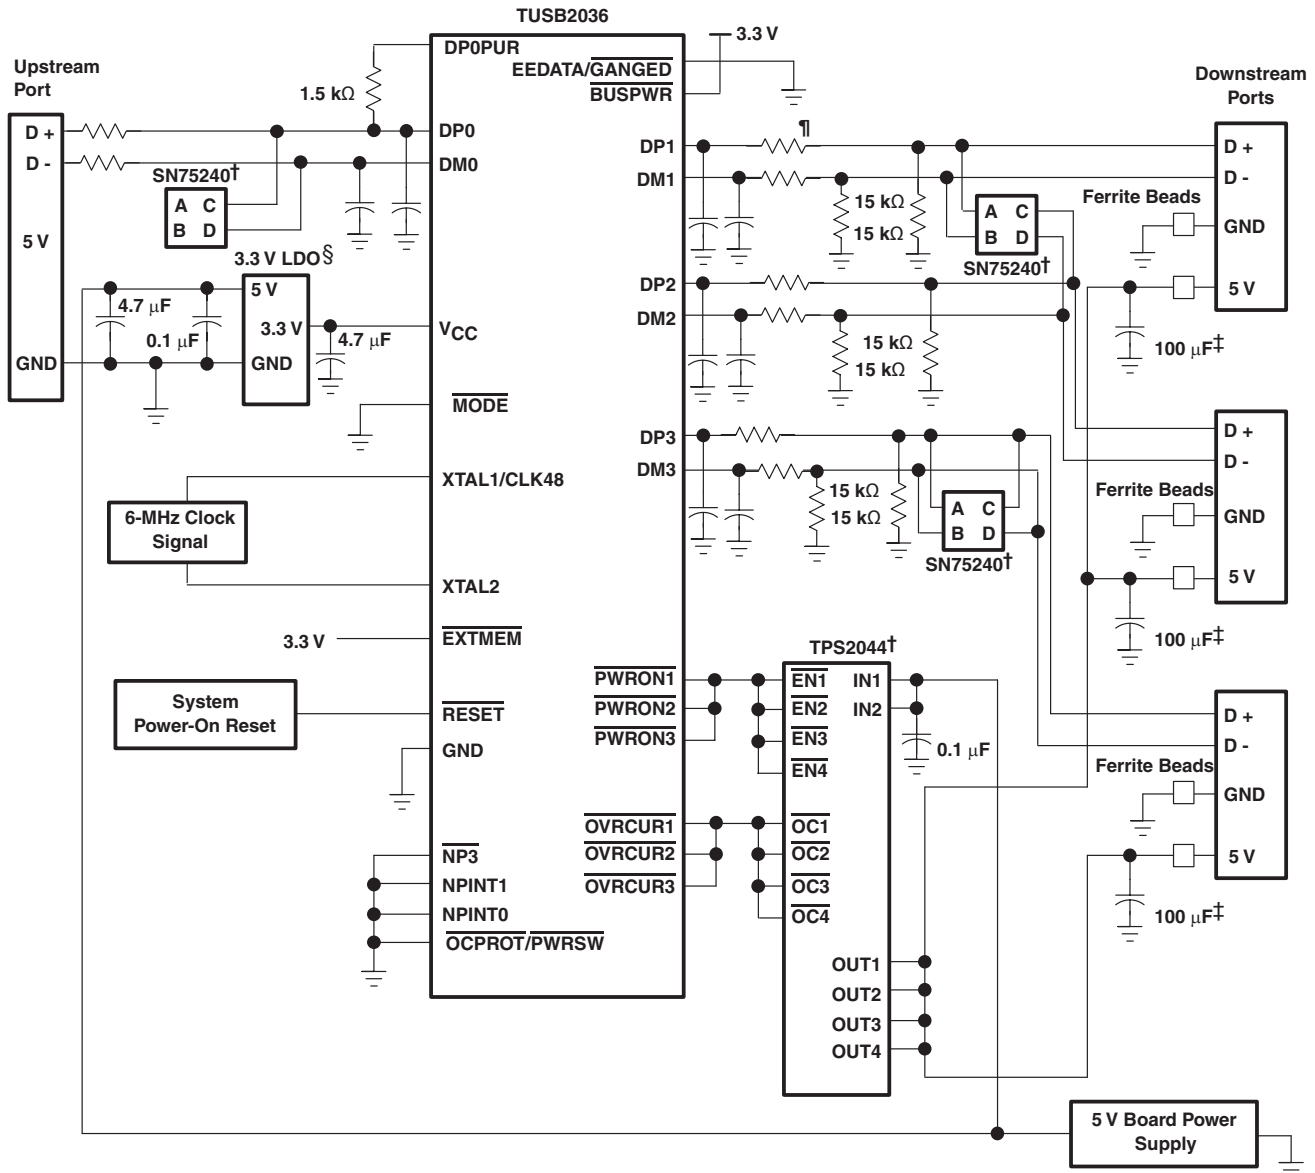 TUSB2036
Upstream
Port
D +
D -
5 V
GND
1.5 kΩ
SN75240†
A C
B D
3.3 V LDO§
5 V
3.3 V
GND
4.7 μF
0.1 μF
4.7 μF
6-MHz Clock
Signal
3.3 V
System
Power-On Reset
DP0PUR
DP0
DM0
VCC
MODE
XTAL1/CLK48
XTAL2
EXTMEM
RESET
GND
NP3
NPINT1
NPINT0
OCPROT/PWRSW
EEDATA/GANGED
BUSPWR
3.3 V
DP1
DM1
DP2
DM2
DP3
DM3
PWRON1
PWRON2
PWRON3
OVRCUR1
OVRCUR2
OVRCUR3
¶
15 kΩ
15 kΩ
A C
B D
SN75240†
15 kΩ
15 kΩ
15 kΩ
15 kΩ
A C
B D
SN75240†
TPS2044†
EN1
EN2
EN3
EN4
OC1
OC2
OC3
OC4
IN1
IN2
OUT1
OUT2
OUT3
OUT4
0.1 μF
Downstream
Ports
D +
D -
Ferrite Beads
GND
5 V
100 μF‡
D +
D -
Ferrite Beads
GND
5 V
100 μF‡
D +
D -
Ferrite Beads
GND
5 V
100 μF‡
5 V Board Power
Supply